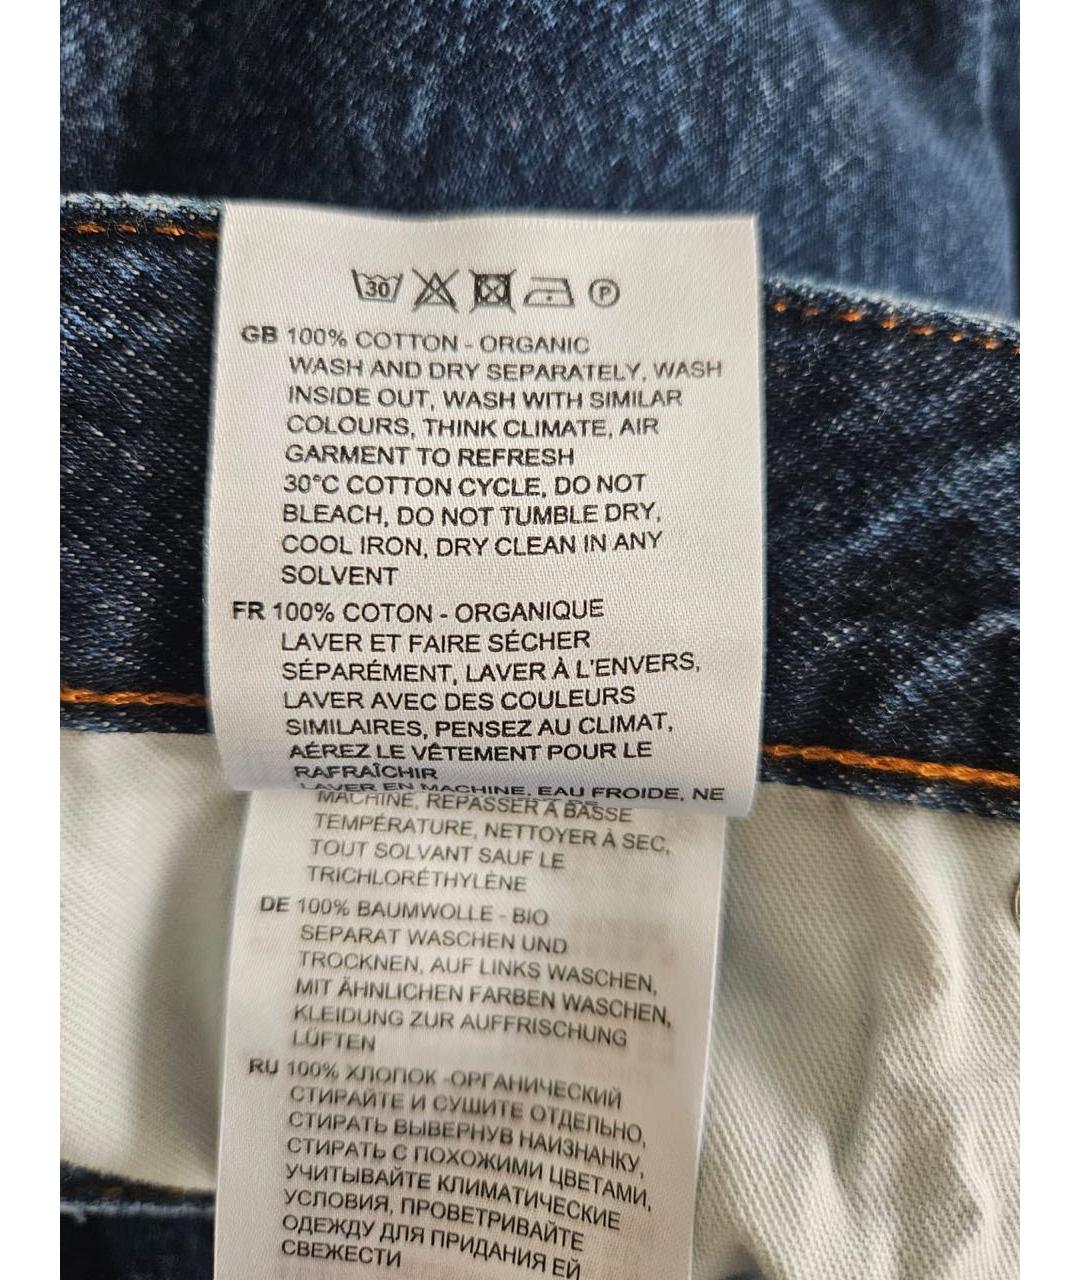 30 P
GB 100% COTTON - ORGANIC
WASH AND DRY SEPARATELY, WASH
INSIDE OUT, WASH WITH SIMILAR
COLOURS, THINK CLIMATE, AIR
GARMENT TO REFRESH
30°C COTTON CYCLE, DO NOT
BLEACH, DO NOT TUMBLE DRY,
COOL IRON, DRY CLEAN IN ANY
SOLVENT
FR 100% COTON - ORGANIQUE
LAVER ET FAIRE SÉCHER
SÉPARÉMENT, LAVER À L'ENVERS,
LAVER AVEC DES COULEURS
SIMILAIRES, PENSEZ AU CLIMAT,
AÉREZ LE VÊTEMENT POUR LE
RAFRAÎCHIR
LAVER EN MACHINE, EAU FROIDE, NE
MACHINE, REPASSER À BASSE
TEMPÉRATURE, NETTOYER À SEC,
TOUT SOLVANT SAUF LE
TRICHLORÉTHYLÈNE
DE 100% BAUMWOLLE - BIO
SEPARAT WASCHEN UND
TROCKNEN, AUF LINKS WASCHEN,
MIT ÄHNLICHEN FARBEN WASCHEN,
KLEIDUNG ZUR AUFFRISCHUNG
LÜFTEN
RU 100% ХЛОПОК -ОРГАНИЧЕСКИЙ
СТИРАЙТЕ И СУШИТЕ ОТДЕЛЬНО,
СТИРАТЬ ВЫВЕРНУВ НАИЗНАНКУ,
СТИРАТЬ С ПОХОЖИМИ ЦВЕТАМИ,
УЧИТЫВАЙТЕ КЛИМАТИЧЕСКИЕ
УСЛОВИЯ, ПРОВЕТРИВАЙТЕ
ОДЕЖДУ ДЛЯ ПРИДАНИЯ ЕЙ
СВЕЖЕСТИ